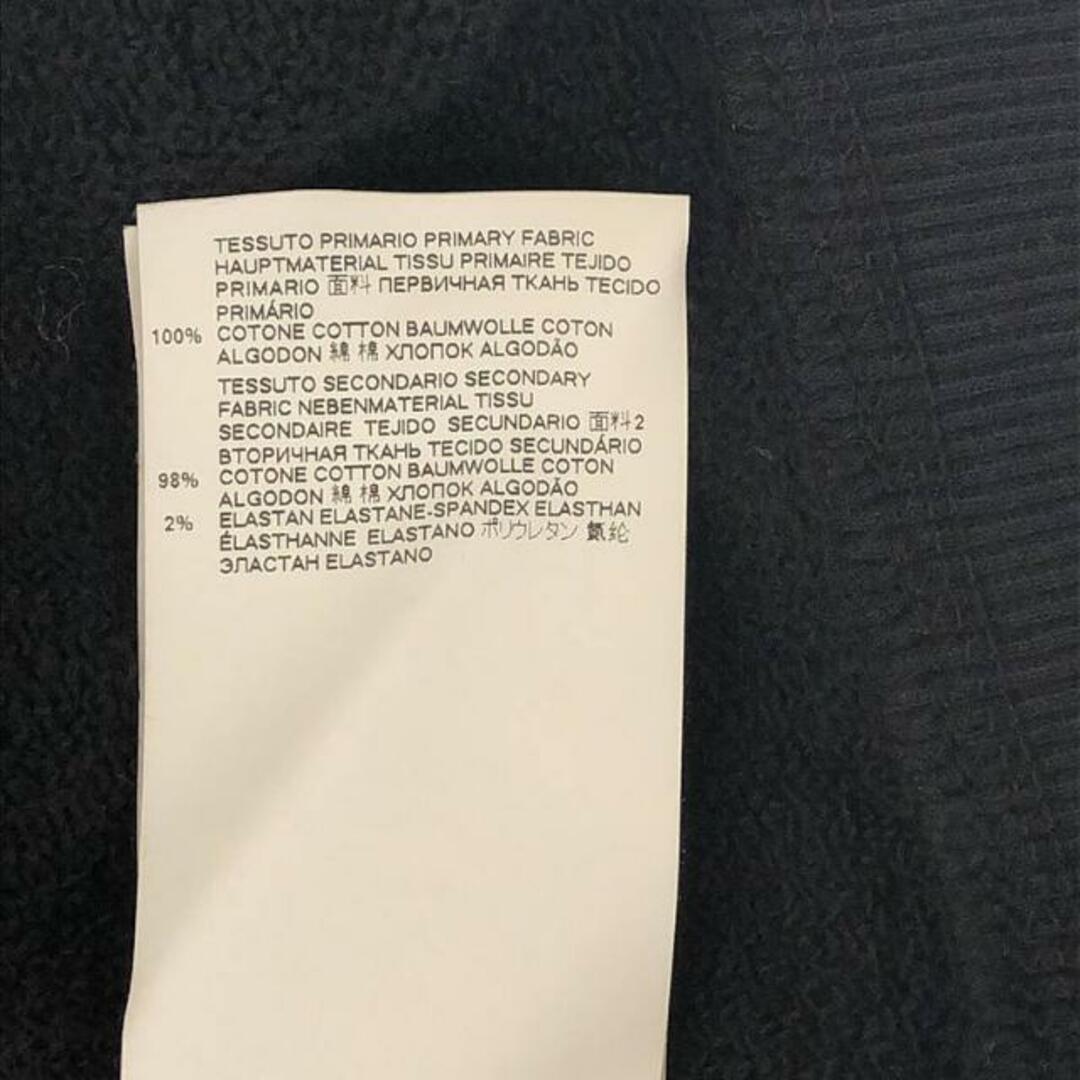 TESSUTO PRIMARIO PRIMARY FABRIC
HAUPTMATERIAL TISSU PRIMAIRE TEJIDO
PRIMARIO 面料 ПЕРВИЧНАЯ ТКАНЬ TECIDO
PRIMÁRIO
100% COTONE COTTON BAUMWOLLE COTON
ALGODON 綿 棉 ХЛОПОК ALGODÃO
TESSUTO SECONDARIO SECONDARY
FABRIC NEBENMATERIAL TISSU
SECONDAIRE TEJIDO SECUNDARIO 面料2
ВТОРИЧНАЯ ТКАНЬ TECIDO SECUNDÁRIO
98% COTONE COTTON BAUMWOLLE COTON
ALGODON 綿 棉 ХЛОПОК ALGODÃO
2% ELASTAN ELASTANE-SPANDEX ELASTHAN
ÉLASTHANNE ELASTANO ポリウレタン 氨纶
ЭЛАСТАН ELASTANO